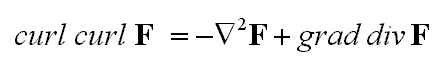 curl curl F = −∇²F + grad div F